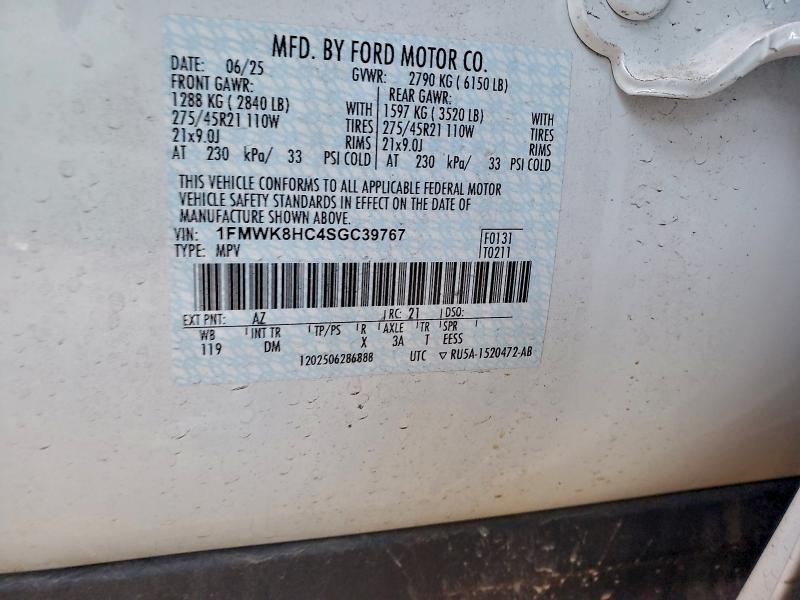 MFD. BY FORD MOTOR CO.
DATE: 06/25 GVWR: 2790 KG ( 6150 LB)
FRONT GAWR: REAR GAWR:
1288 KG ( 2840 LB) WITH 1597 KG ( 3520 LB) WITH
275/45R21 110W TIRES 275/45R21 110W TIRES
21x9.0J RIMS 21x9.0J RIMS
AT 230 kPa/ 33 PSI COLD AT 230 kPa/ 33 PSI COLD
THIS VEHICLE CONFORMS TO ALL APPLICABLE FEDERAL MOTOR
VEHICLE SAFETY STANDARDS IN EFFECT ON THE DATE OF
MANUFACTURE SHOWN ABOVE.
VIN: 1FMWK8HC4SGC39767 F0131
TYPE: MPV T0211
EXT PNT: AZ RC: 21 DSO:
WB INT TR TP/PS R AXLE TR SPR
119 DM X 3A T EESS
1202506286888 UTC ▽ RU5A-1520472-AB